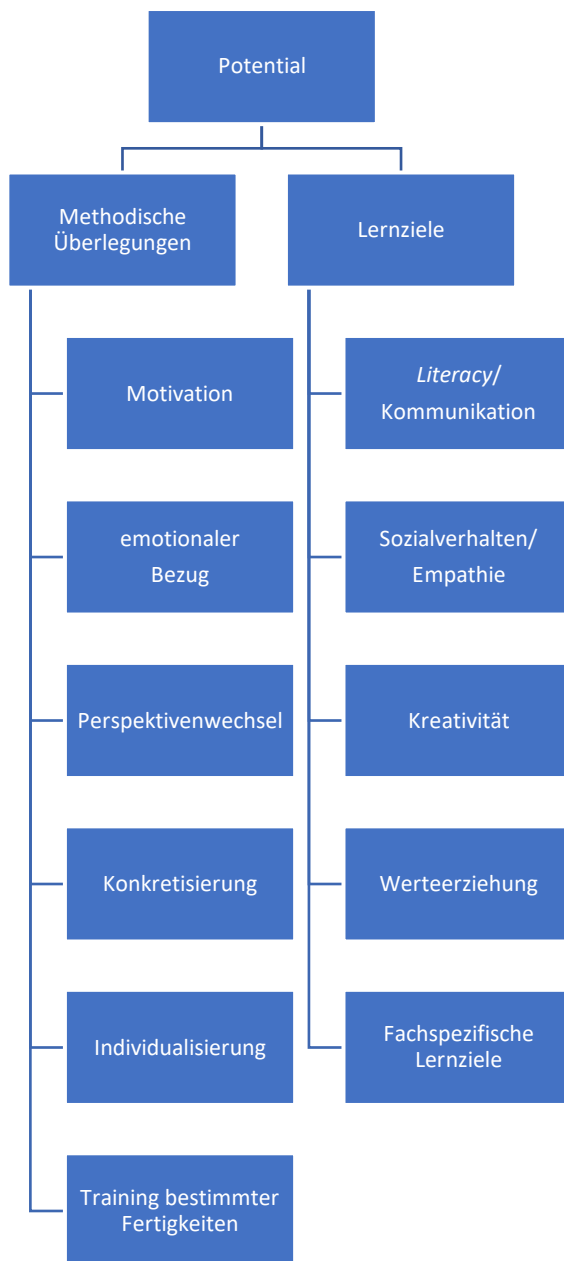 Potential
Methodische
Überlegungen
Motivation
emotionaler
Bezug
Perspektivenwechsel
Konkretisierung
Individualisierung
Training bestimmter
Fertigkeiten
Lernziele
Literacy/
Kommunikation
Sozialverhalten/
Empathie
Kreativität
Werteerziehung
Fachspezifische
Lernziele